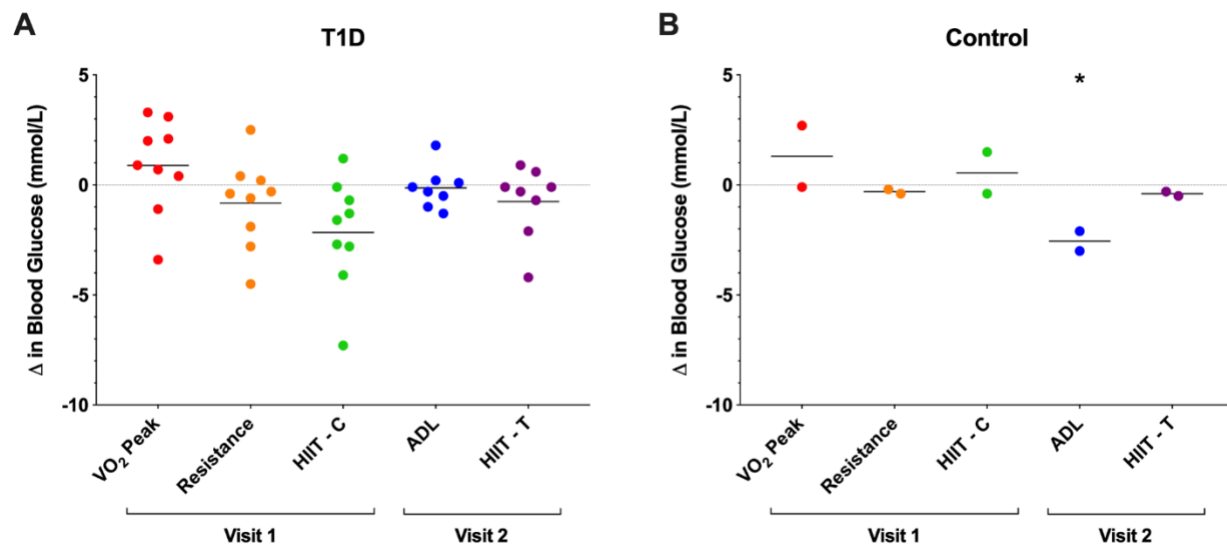 A
T1D
Δ in Blood Glucose (mmol/L)
5
0
-5
-10
VO₂ Peak
Resistance
HIIT - C
ADL
HIIT - T
Visit 1
Visit 2
B
Control
*
Δ in Blood Glucose (mmol/L)
5
0
-5
-10
VO₂ Peak
Resistance
HIIT - C
ADL
HIIT - T
Visit 1
Visit 2